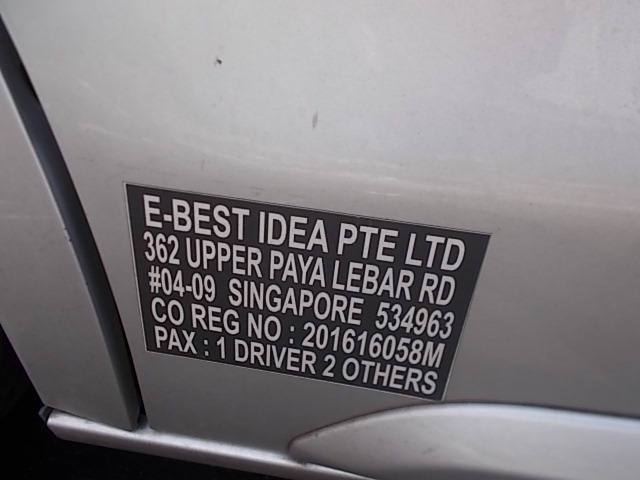 E-BEST IDEA PTE LTD
362 UPPER PAYA LEBAR RD
#04-09 SINGAPORE 534963
CO REG NO : 201616058M
PAX : 1 DRIVER 2 OTHERS